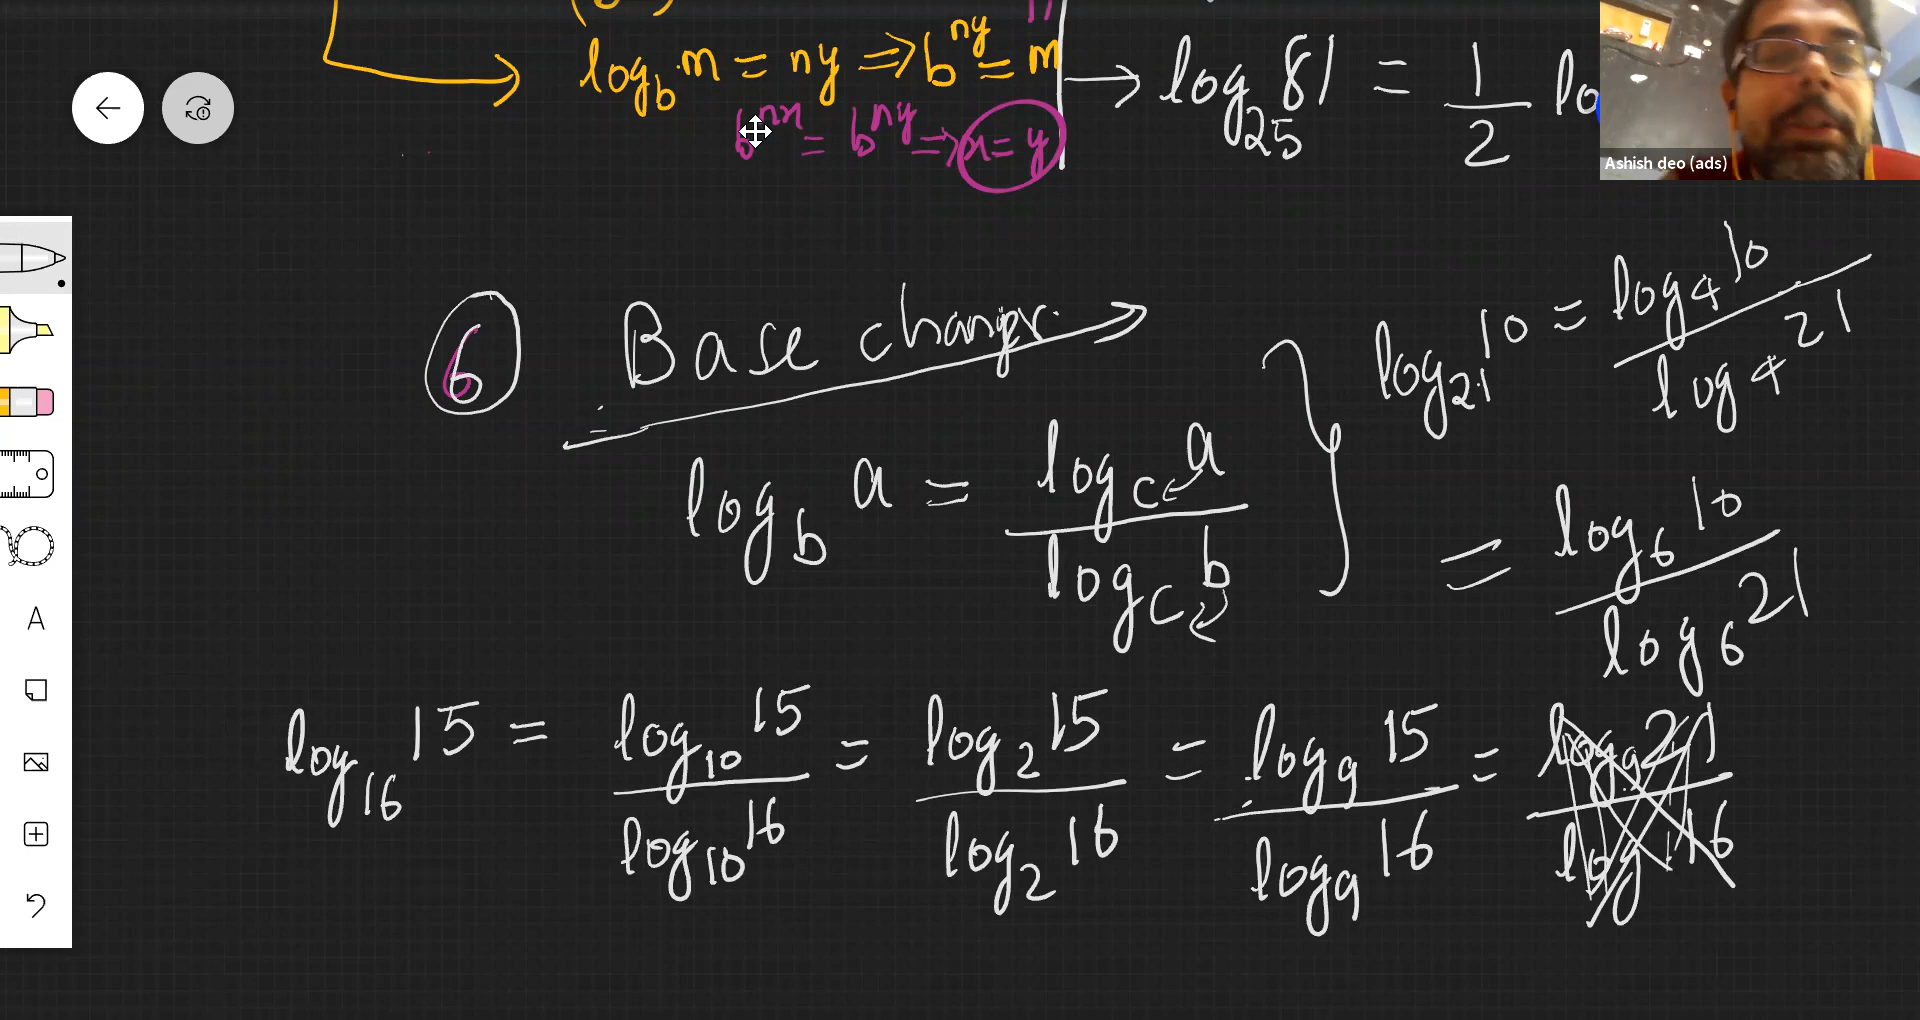 log_b m = ny => b^ny = m
→ log_25 81 = 1/2 lo
b^nx = b^ny => x = y
Ashish deo (ads)
6 Base change
log_b a = log_c a / log_c b
log_21 10 = log_4 10 / log_4 21
= log_6 10 / log_6 21
log_16 15 = log_10 15 / log_10 16 = log_2 15 / log_2 16 = log_9 15 / log_9 16 =
A